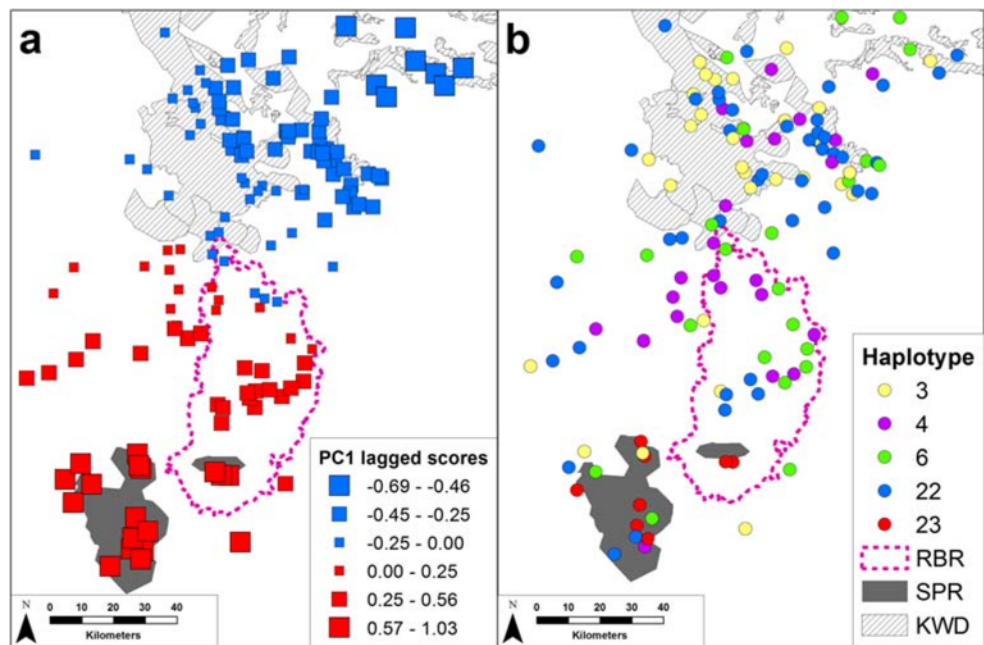 a
PC1 lagged scores
-0.69 - -0.46
-0.45 - -0.25
-0.25 - 0.00
0.00 - 0.25
0.25 - 0.56
0.57 - 1.03
N
0 10 20 30 40
Kilometers
b
Haplotype
3
4
6
22
23
RBR
SPR
KWD
N
0 10 20 30 40
Kilometers